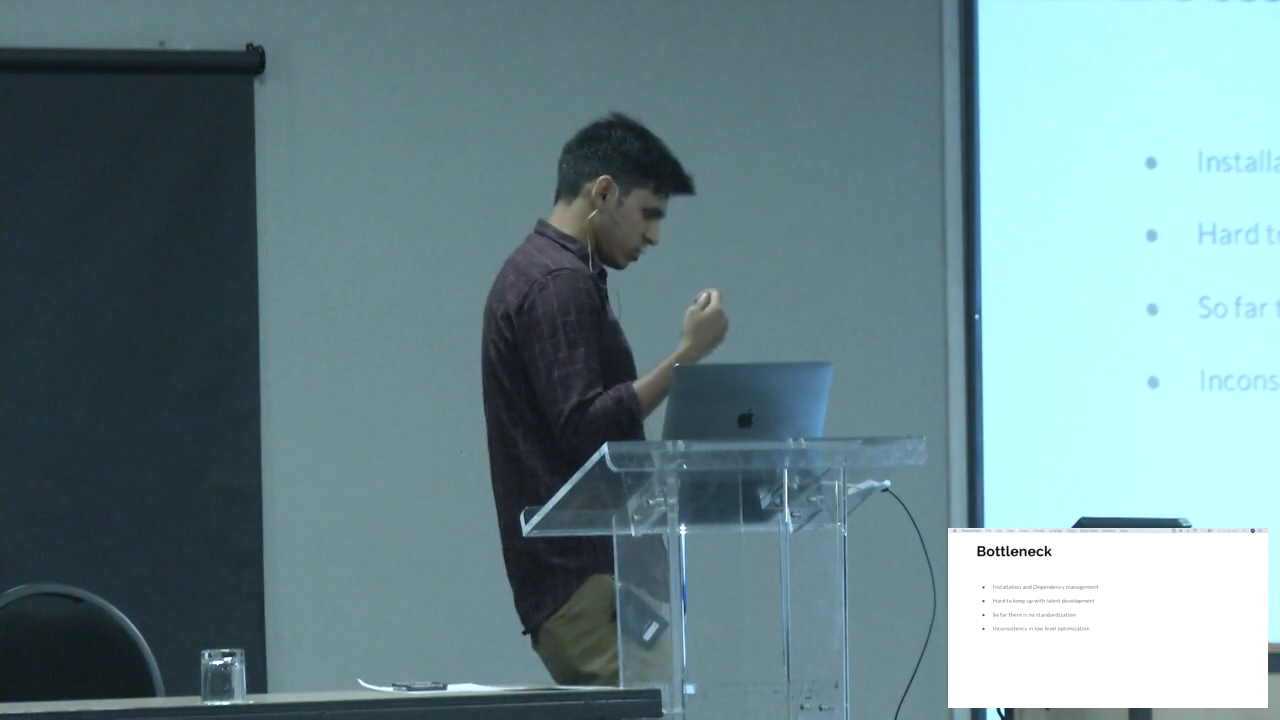 Installa
Hard to
So far t
Incons
Bottleneck
Installation and Dependency management
Hard to keep up with latest development
So far there is no standardization
Inconsistency in low level optimization